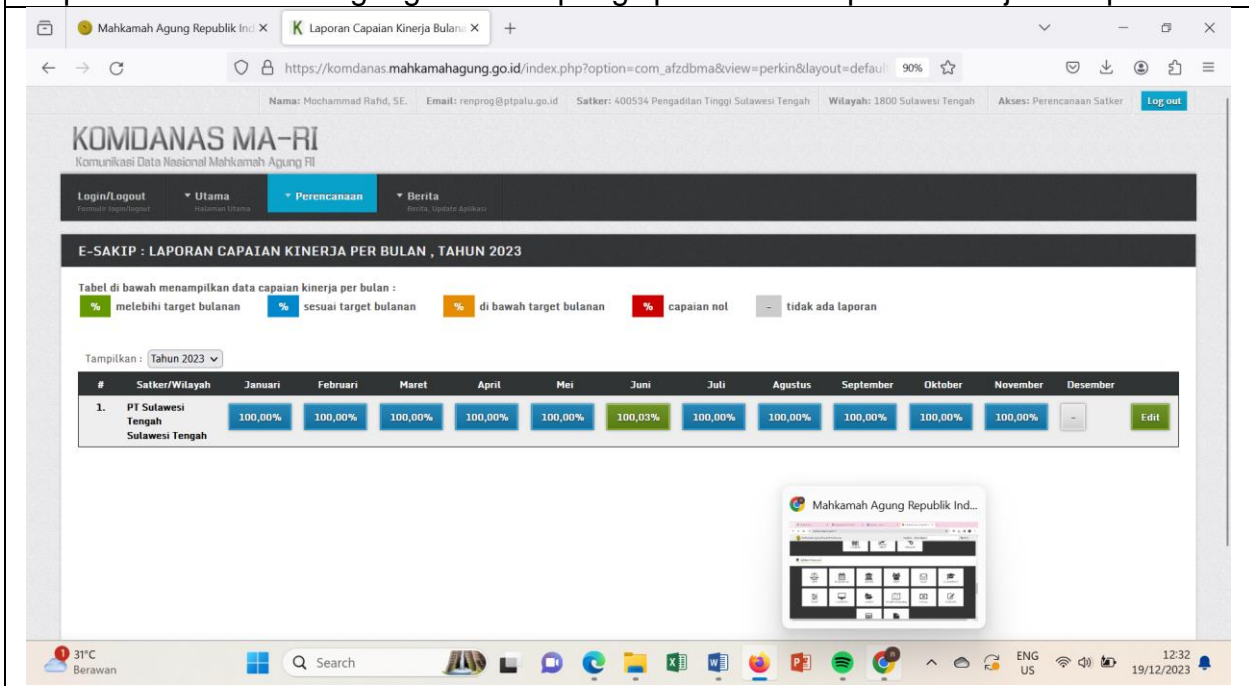 Mahkamah Agung Republik Ind
Laporan Capaian Kinerja Bulana
https://komdanas.mahkamahagung.go.id/index.php?option=com_afzdbma&view=perkin&layout=defaul
90%
Nama: Mochammad Rafid, SE. Email: renprog@ptpalu.go.id Satker: 400534 Pengadilan Tinggi Sulawesi Tengah Wilayah: 1800 Sulawesi Tengah Akses: Perencanaan Satker Log out
KOMDANAS MA-RI
Komunikasi Data Nasional Mahkamah Agung RI
Login/Logout Utama Perencanaan Berita
Formulir login/logout Halaman Utama Berita, Update Aplikasi
E-SAKIP : LAPORAN CAPAIAN KINERJA PER BULAN , TAHUN 2023
Tabel di bawah menampilkan data capaian kinerja per bulan :
% melebihi target bulanan % sesuai target bulanan % di bawah target bulanan % capaian nol - tidak ada laporan
Tampilkan : Tahun 2023
# Satker/Wilayah Januari Februari Maret April Mei Juni Juli Agustus September Oktober November Desember
1. PT Sulawesi
Tengah
Sulawesi Tengah
100,00% 100,00% 100,00% 100,00% 100,00% 100,03% 100,00% 100,00% 100,00% 100,00% 100,00% - Edit
Mahkamah Agung Republik Ind...
1
31°C
Berawan
Search
ENG
US
12:32
19/12/2023